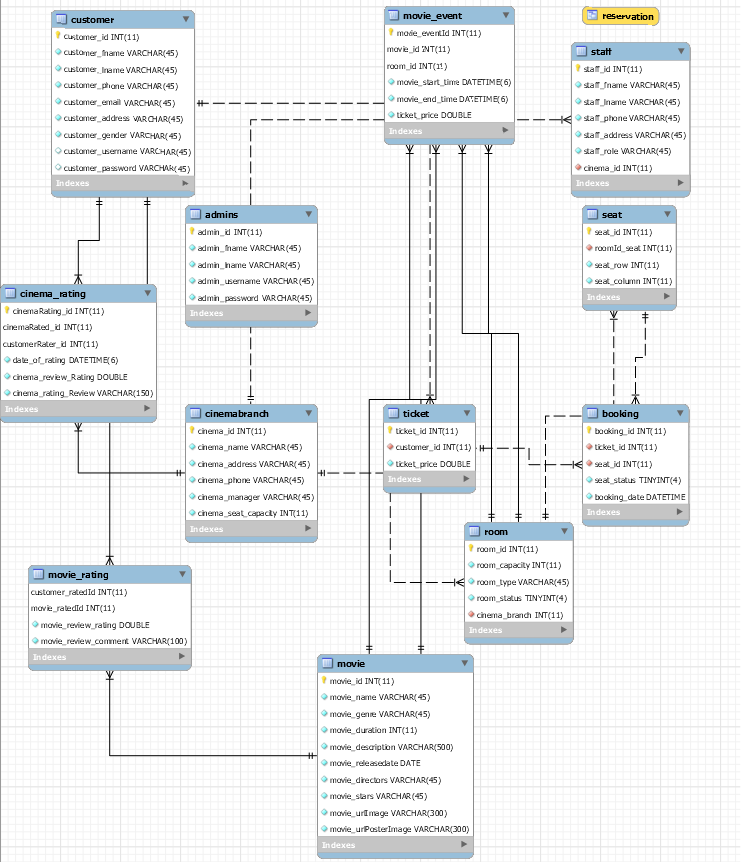 customer
customer_id INT(11)
customer_fname VARCHAR(45)
customer_lname VARCHAR(45)
customer_phone VARCHAR(45)
customer_email VARCHAR(45)
customer_address VARCHAR(45)
customer_gender VARCHAR(45)
customer_username VARCHAR(45)
customer_password VARCHAR(45)
Indexes
movie_event
movie_eventId INT(11)
movie_id INT(11)
room_id INT(11)
movie_start_time DATETIME(6)
movie_end_time DATETIME(6)
ticket_price DOUBLE
Indexes
reservation
staff
staff_id INT(11)
staff_fname VARCHAR(45)
staff_lname VARCHAR(45)
staff_phone VARCHAR(45)
staff_address VARCHAR(45)
staff_role VARCHAR(45)
cinema_id INT(11)
Indexes
admins
admin_id INT(11)
admin_fname VARCHAR(45)
admin_lname VARCHAR(45)
admin_username VARCHAR(45)
admin_password VARCHAR(45)
Indexes
seat
seat_id INT(11)
roomId_seat INT(11)
seat_row INT(11)
seat_column INT(11)
Indexes
cinema_rating
cinemaRating_id INT(11)
cinemaRated_id INT(11)
customerRater_id INT(11)
date_of_rating DATETIME(6)
cinema_review_Rating DOUBLE
cinema_rating_Review VARCHAR(150)
Indexes
cinemabranch
cinema_id INT(11)
cinema_name VARCHAR(45)
cinema_address VARCHAR(45)
cinema_phone VARCHAR(45)
cinema_manager VARCHAR(45)
cinema_seat_capacity INT(11)
Indexes
ticket
ticket_id INT(11)
customer_id INT(11)
ticket_price DOUBLE
Indexes
booking
booking_id INT(11)
ticket_id INT(11)
seat_id INT(11)
seat_status TINYINT(4)
booking_date DATETIME
Indexes
room
room_id INT(11)
room_capacity INT(11)
room_type VARCHAR(45)
room_status TINYINT(4)
cinema_branch INT(11)
Indexes
movie_rating
customer_ratedId INT(11)
movie_ratedId INT(11)
movie_review_rating DOUBLE
movie_review_comment VARCHAR(100)
Indexes
movie
movie_id INT(11)
movie_name VARCHAR(45)
movie_genre VARCHAR(45)
movie_duration INT(11)
movie_description VARCHAR(500)
movie_releasedate DATE
movie_directors VARCHAR(45)
movie_stars VARCHAR(45)
movie_urlImage VARCHAR(300)
movie_urlPosterImage VARCHAR(300)
Indexes